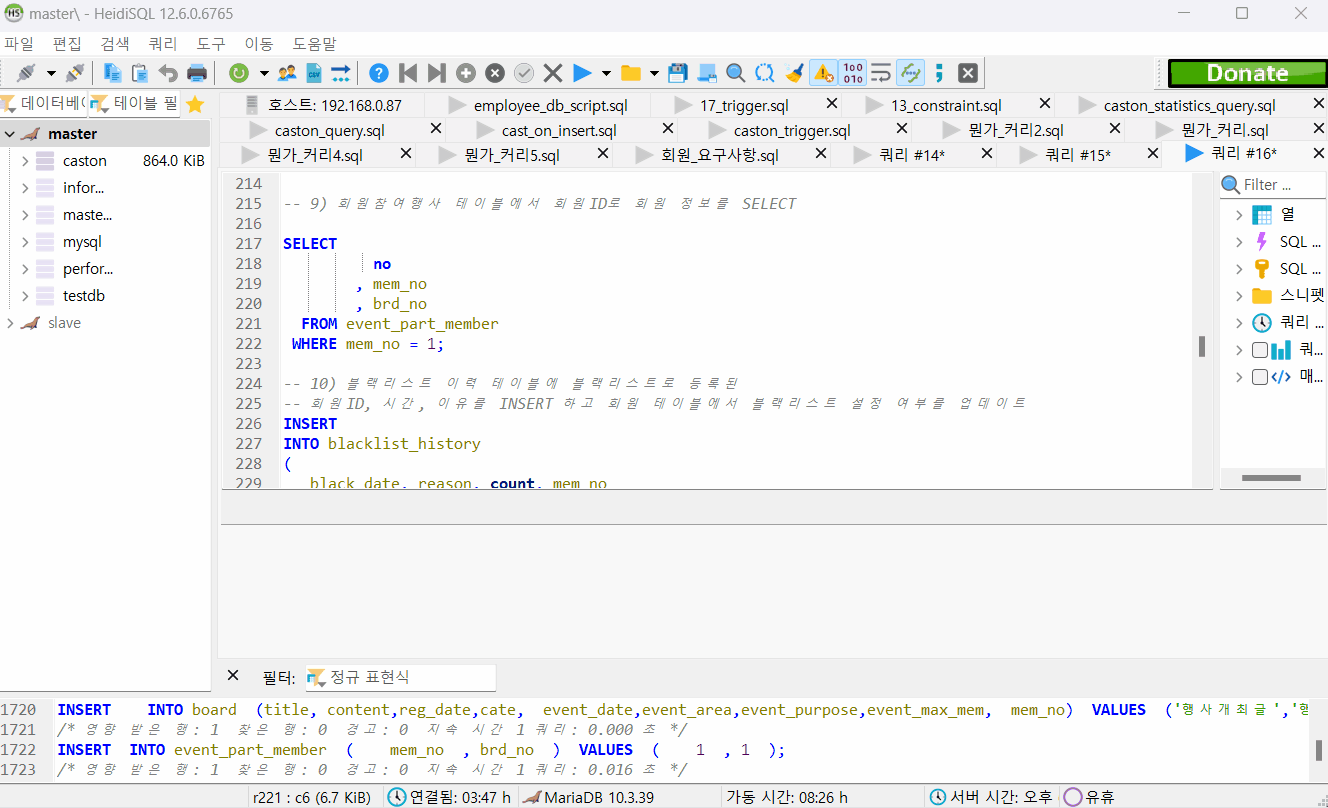 master\ - HeidiSQL 12.6.0.6765
파일 편집 검색 쿼리 도구 이동 도움말
Donate
데이터베( 테이블 필
호스트: 192.168.0.87 employee_db_script.sql 17_trigger.sql 13_constraint.sql caston_statistics_query.sql
caston_query.sql cast_on_insert.sql caston_trigger.sql 뭔가_커리2.sql 뭔가_커리.sql
뭔가_커리4.sql 뭔가_커리5.sql 회원_요구사항.sql 쿼리 #14* 쿼리 #15* 쿼리 #16*
master
caston 864.0 KiB
infor...
maste...
mysql
perfor...
testdb
slave
214
215 -- 9) 회원참여행사 테이블에서 회원ID로 회원 정보를 SELECT
216
217 SELECT
218 no
219 , mem_no
220 , brd_no
221 FROM event_part_member
222 WHERE mem_no = 1;
223
224 -- 10) 블랙리스트 이력 테이블에 블랙리스트로 등록된
225 -- 회원ID, 시간, 이유를 INSERT 하고 회원 테이블에서 블랙리스트 설정 여부를 업데이트
226 INSERT
227 INTO blacklist_history
228 (
229 black_date, reason, count, mem_no
Filter ...
열
SQL ...
SQL ...
스니펫
쿼리 ...
쿼...
매...
필터: 정규 표현식
1720 INSERT INTO board (title, content,reg_date,cate, event_date,event_area,event_purpose,event_max_mem, mem_no) VALUES ('행사개최글','행
1721 /* 영향 받은 행: 1 찾은 행: 0 경고: 0 지속 시간 1 쿼리: 0.000 초 */
1722 INSERT INTO event_part_member ( mem_no , brd_no ) VALUES ( 1 , 1 );
1723 /* 영향 받은 행: 1 찾은 행: 0 경고: 0 지속 시간 1 쿼리: 0.016 초 */
r221 : c6 (6.7 KiB) 연결됨: 03:47 h MariaDB 10.3.39 가동 시간: 08:26 h 서버 시간: 오후 유휴